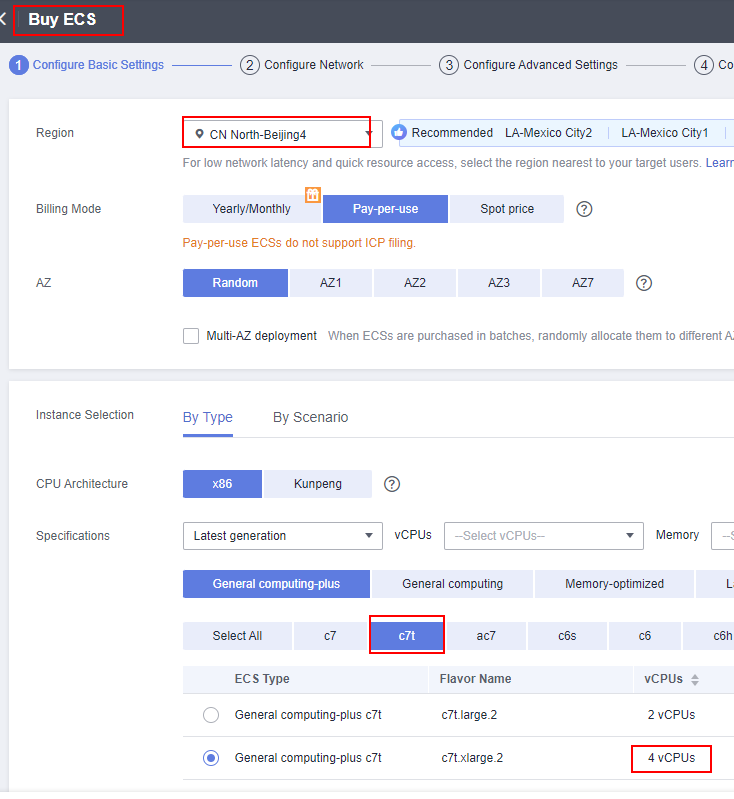 Buy ECS
1 Configure Basic Settings 2 Configure Network 3 Configure Advanced Settings 4 Co
Region CN North-Beijing4 Recommended LA-Mexico City2 LA-Mexico City1
For low network latency and quick resource access, select the region nearest to your target users. Learn
Billing Mode Yearly/Monthly Pay-per-use Spot price ?
Pay-per-use ECSs do not support ICP filing.
AZ Random AZ1 AZ2 AZ3 AZ7 ?
Multi-AZ deployment When ECSs are purchased in batches, randomly allocate them to different AZ
Instance Selection By Type By Scenario
CPU Architecture x86 Kunpeng ?
Specifications Latest generation vCPUs --Select vCPUs-- Memory --S
General computing-plus General computing Memory-optimized La
Select All c7 c7t ac7 c6s c6 c6h
ECS Type Flavor Name vCPUs
General computing-plus c7t c7t.large.2 2 vCPUs
General computing-plus c7t c7t.xlarge.2 4 vCPUs